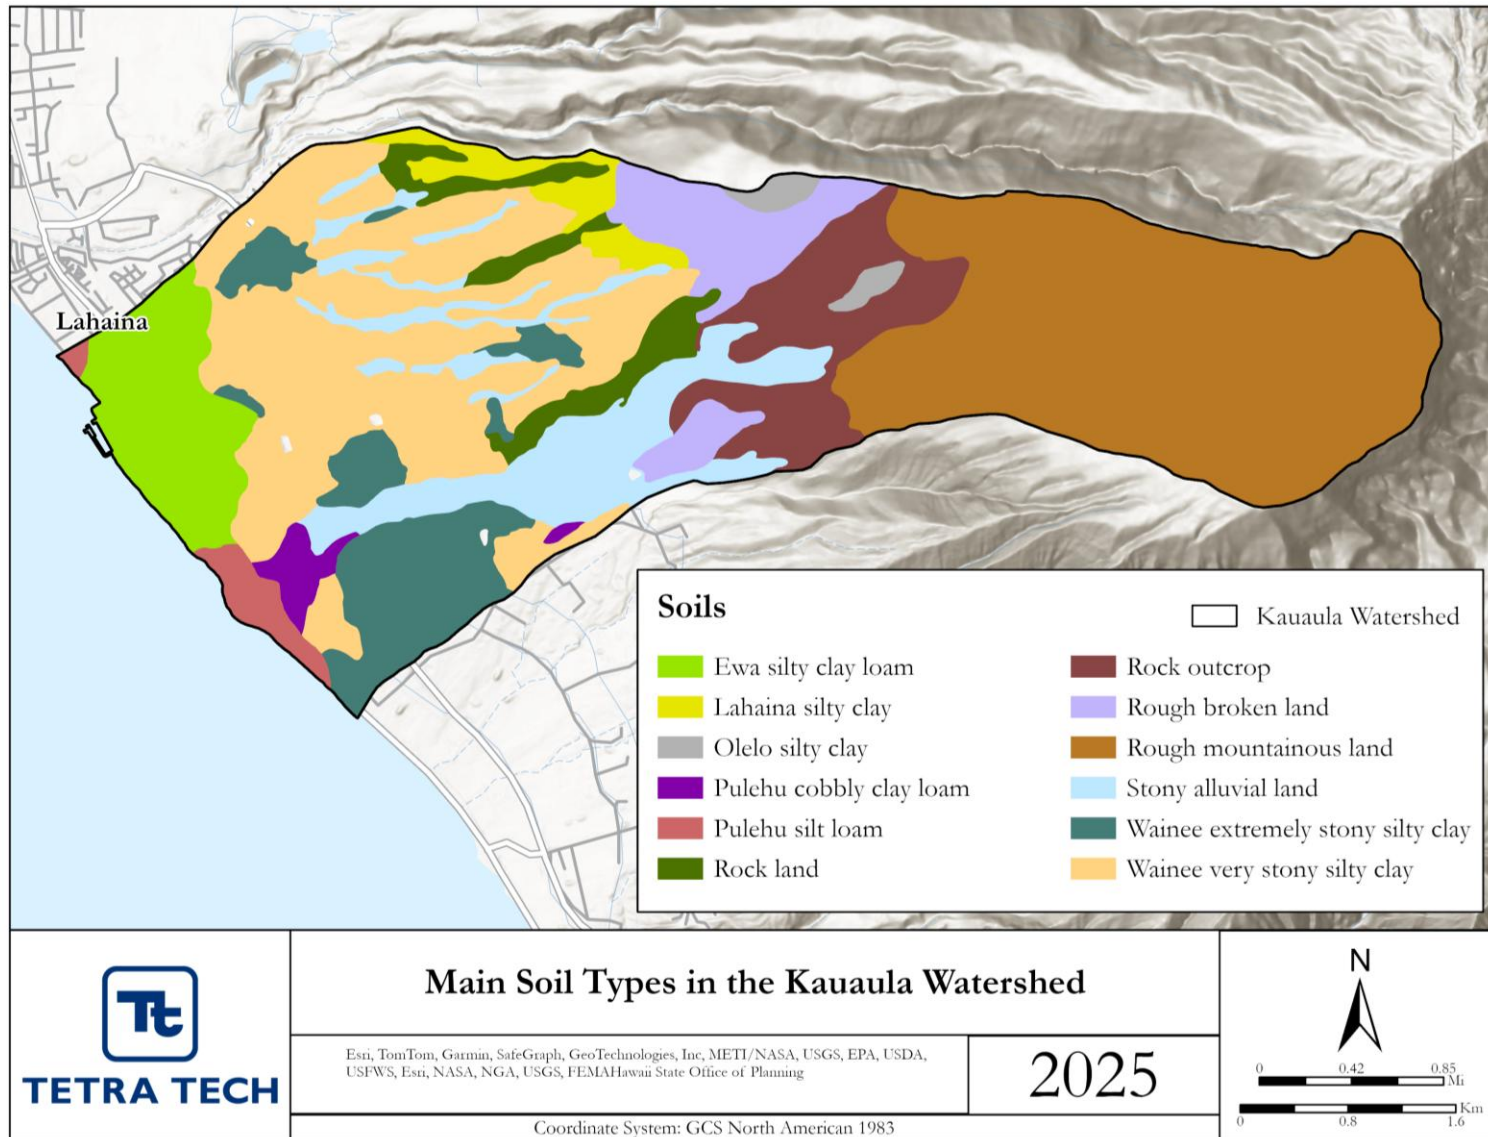 Lahaina
Soils
Kauaula Watershed
Ewa silty clay loam
Lahaina silty clay
Olelo silty clay
Pulehu cobbly clay loam
Pulehu silt loam
Rock land
Rock outcrop
Rough broken land
Rough mountainous land
Stony alluvial land
Wainee extremely stony silty clay
Wainee very stony silty clay
Tt
TETRA TECH
Main Soil Types in the Kauaula Watershed
Esri, TomTom, Garmin, SafeGraph, GeoTechnologies, Inc, METI/NASA, USGS, EPA, USDA,
USFWS, Esri, NASA, NGA, USGS, FEMAHawaii State Office of Planning
2025
Coordinate System: GCS North American 1983
N
0 0.42 0.85
Mi
Km
0 0.8 1.6